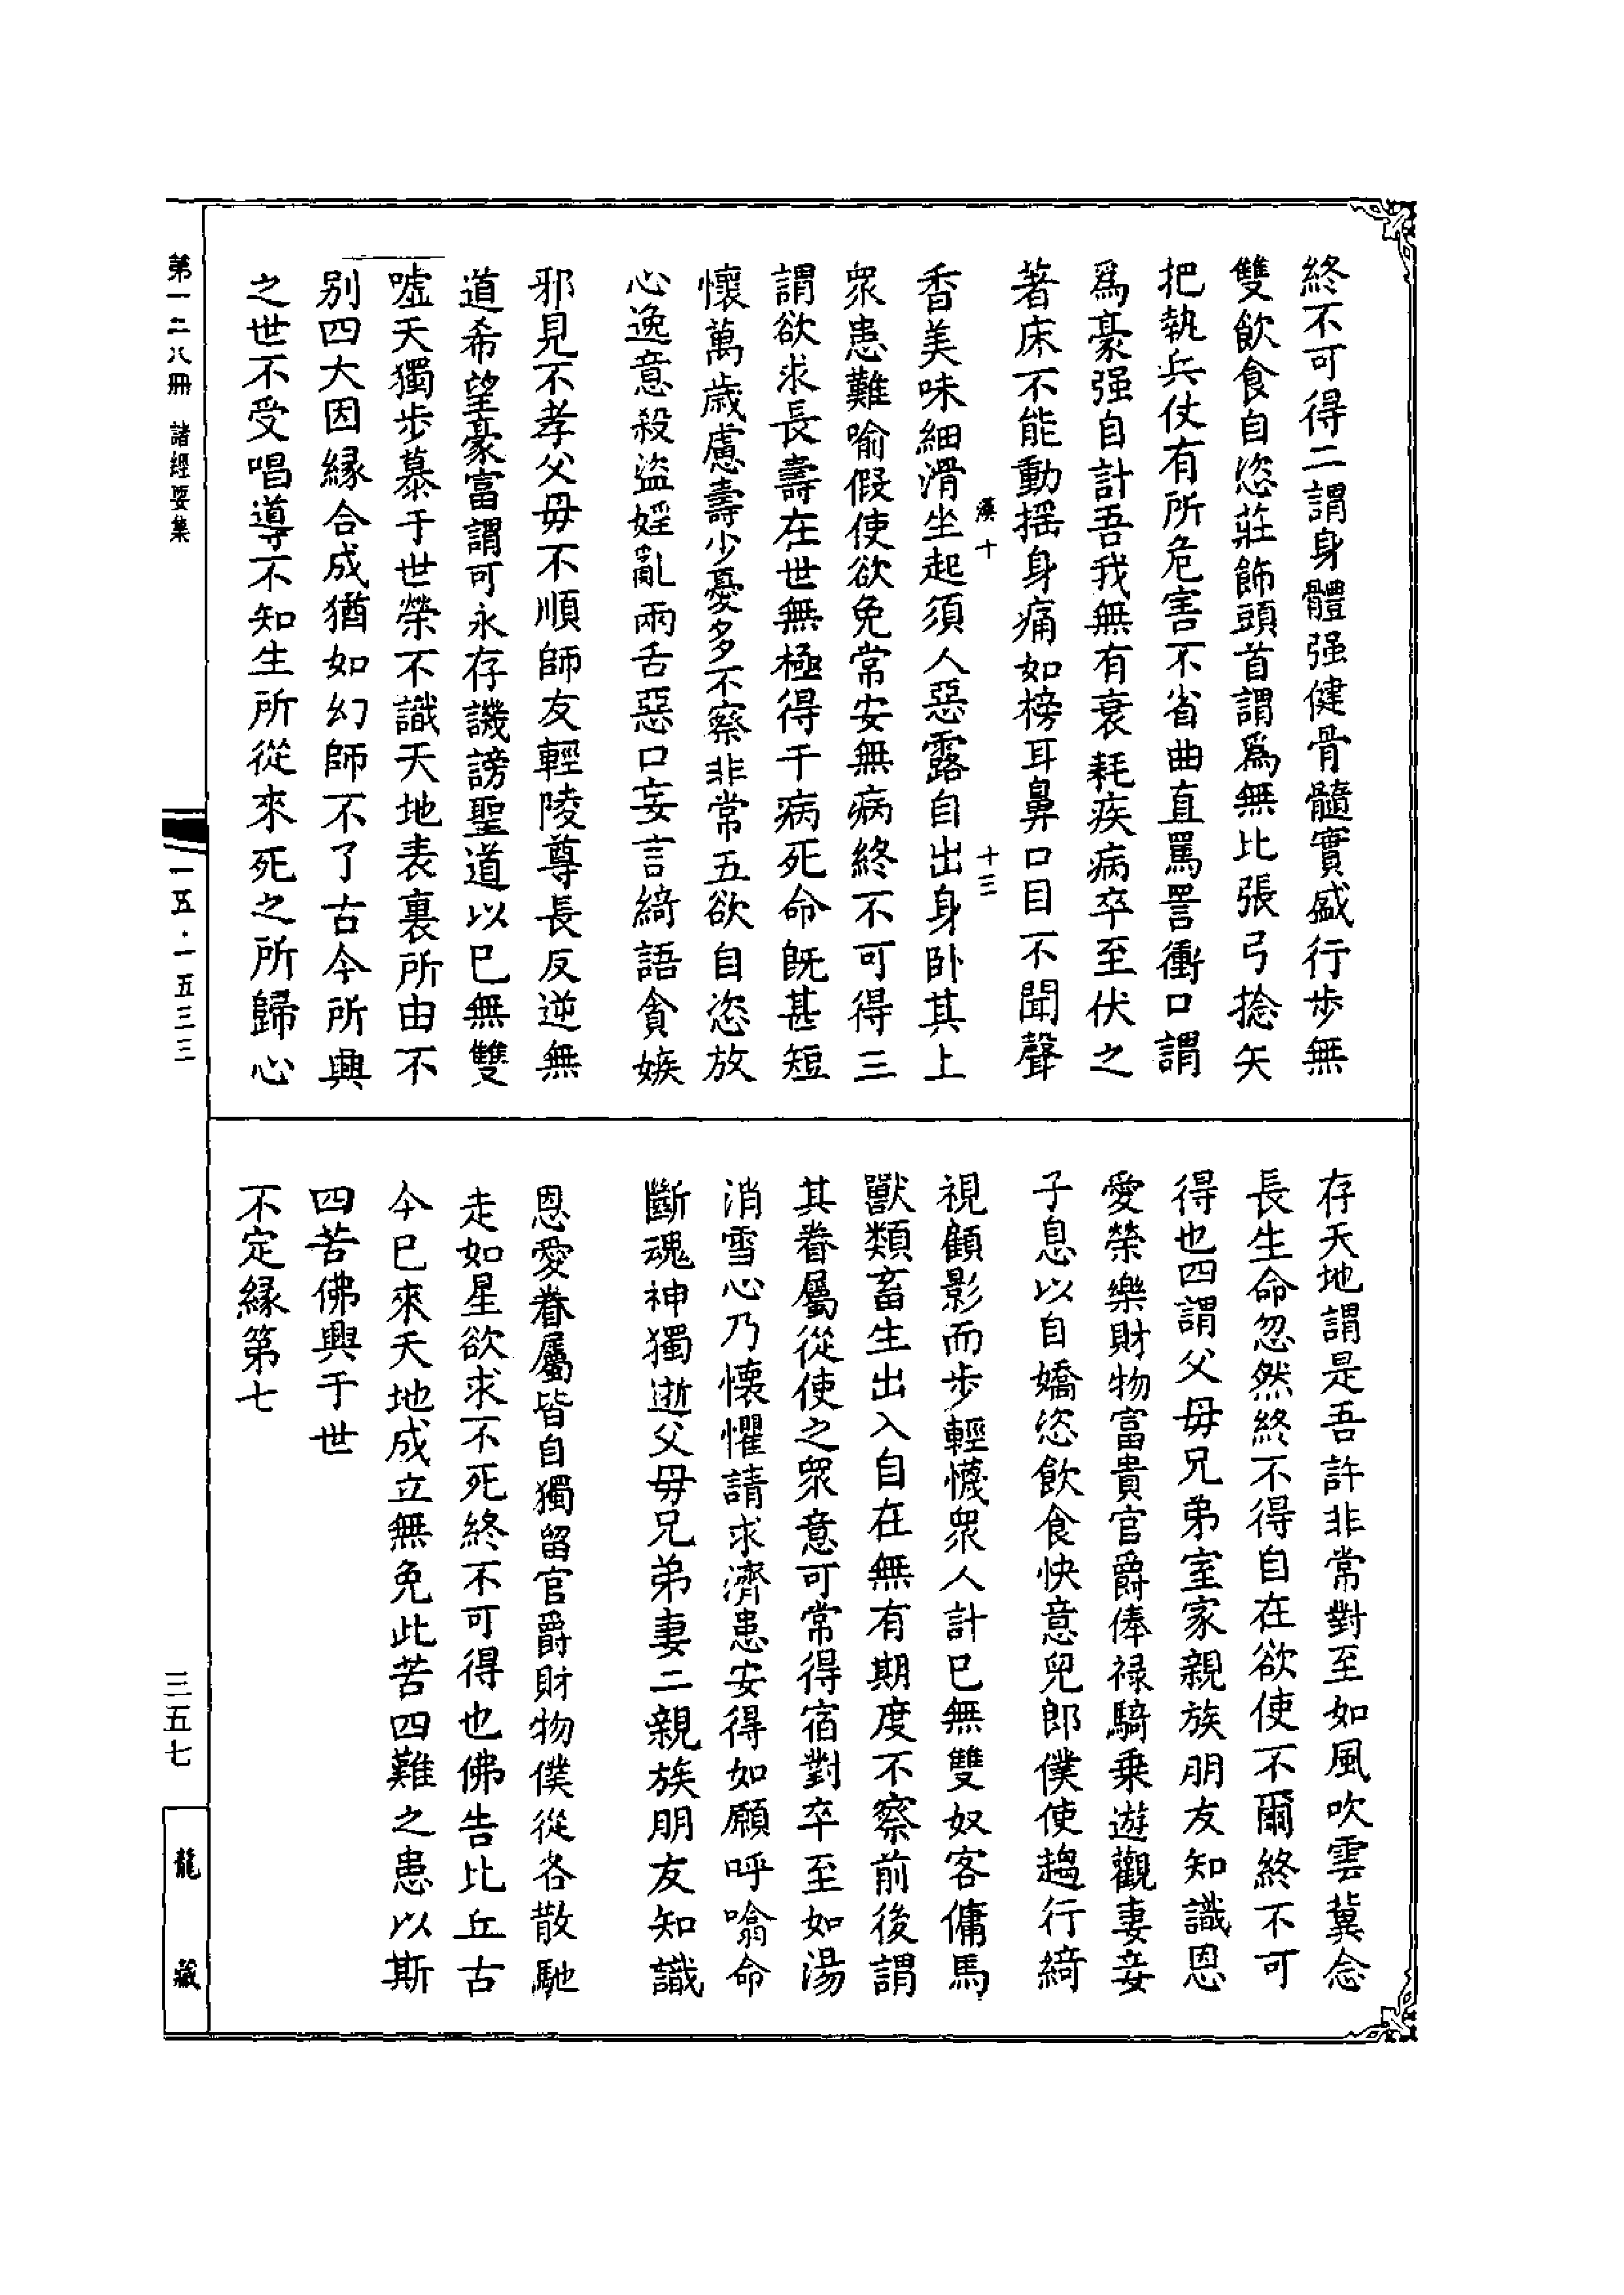 終不可得二謂身體强健骨髓實盛行步無
雙飲食自恣莊飾頭首謂爲無比張弓捻矢
把執兵仗有所危害不省曲直罵詈衝口謂
爲豪强自計吾我無有衰耗疾病卒至伏之
著床不能動揺身痛如榜耳鼻口目不聞聲
漢十 十三
香美味細滑坐起須人惡露自出身卧其上
衆患難喻假使欲免常安無病終不可得三
謂欲求長壽在世無極得干病死命既甚短
懷萬歲慮壽少憂多不察非常五欲自恣放
心逸意殺盜婬亂兩舌惡口妄言綺語貪嫉
邪見不孝父毋不順師友輕陵尊長反逆無
道希望豪富謂可永存譏謗聖道以巳無雙
噓天獨步慕于世榮不識天地表裏所由不
别四大因緣合成猶如幻師不了古今所興
之世不受唱導不知生所從來死之所歸心
存天地謂是吾許非常對至如風吹雲冀念
長生命忽然終不得自在欲使不爾終不可
得也四謂父毋兄弟室家親族朋友知識恩
愛榮樂財物富貴官爵俸禄騎乗遊觀妻妾
子息以自嬌恣飲食快意兒郎僕使趨行綺
視顧影而步輕懱衆人計巳無雙奴客傭馬
獸類畜生出入自在無有期度不察前後謂
其眷屬從使之衆意可常得宿對卒至如湯
消雪心乃懷懼請求濟患安得如願呼噏命
斷魂神獨逝父毋兄弟妻二親族朋友知識
恩愛眷屬皆自獨留官爵財物僕從各散馳
走如星欲求不死終不可得也佛告比丘古
今巳來天地成立無免此苦四難之患以斯
四苦佛興于世
不定緣第七
第一二八冊 諸經要集
一五·一五三三
三五七
龍藏